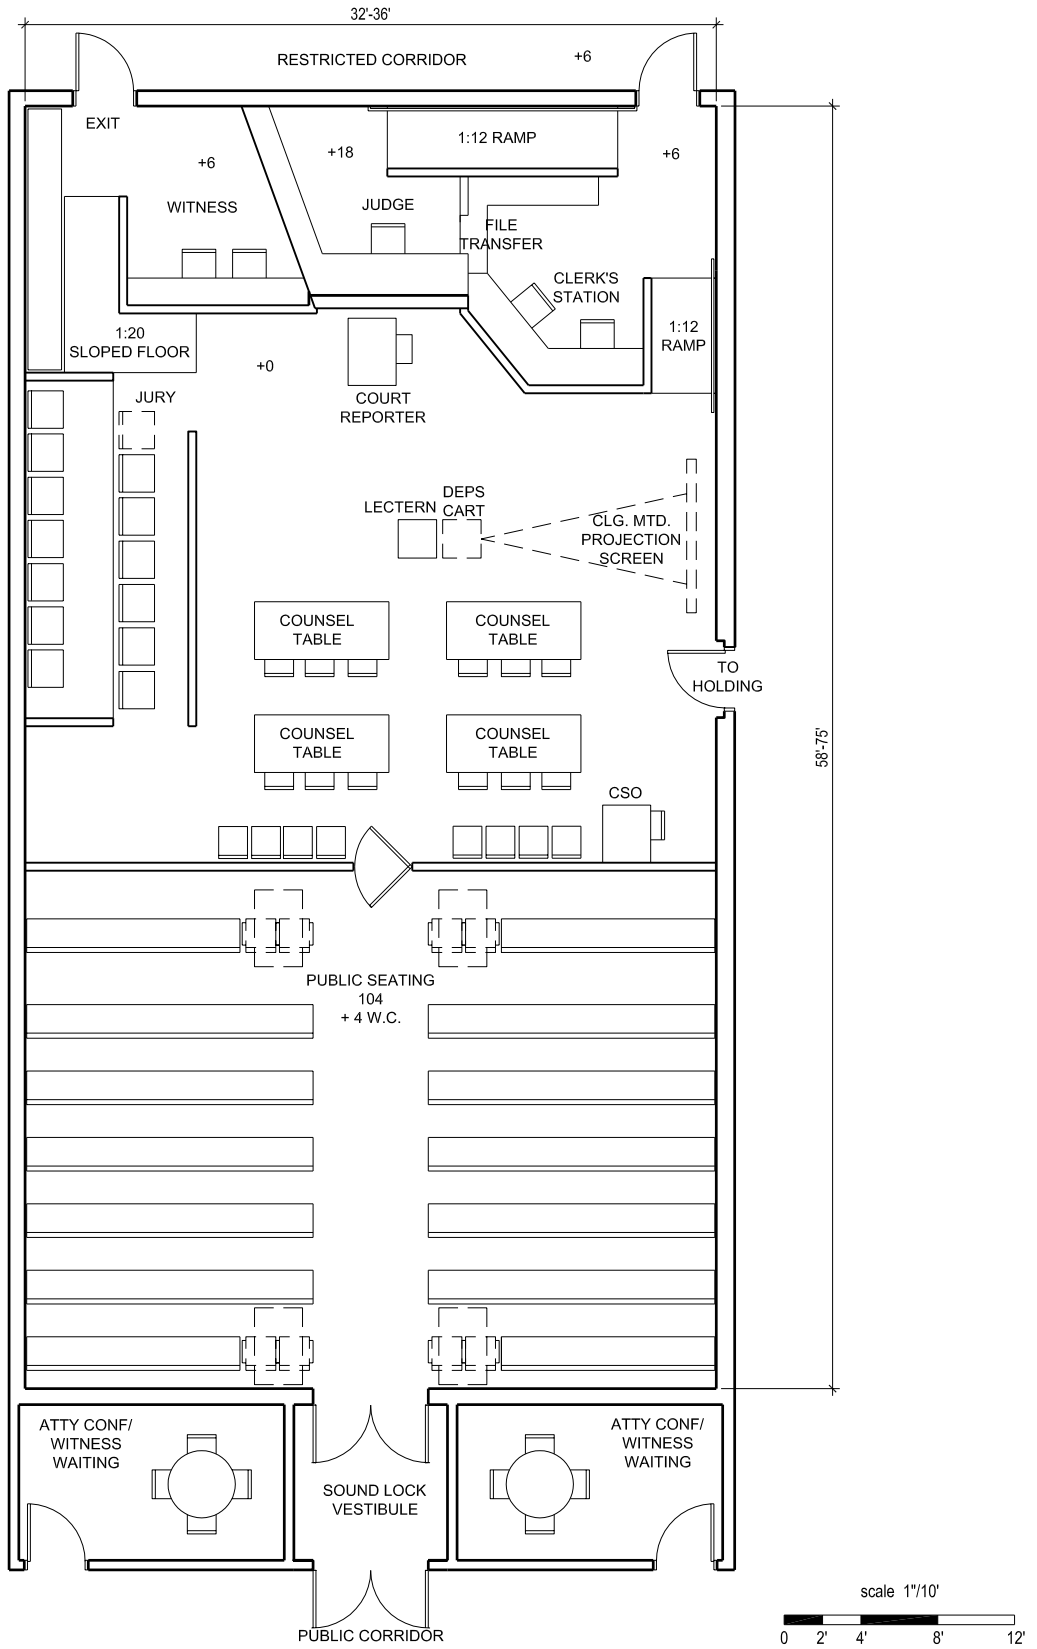 32'-36'
RESTRICTED CORRIDOR
+6
EXIT
+6
WITNESS
+18
JUDGE
1:12 RAMP
+6
FILE
TRANSFER
CLERK'S
STATION
1:20
SLOPED FLOOR
1:12
RAMP
+0
JURY
COURT
REPORTER
LECTERN
DEPS
CART
CLG. MTD.
PROJECTION
SCREEN
COUNSEL
TABLE
COUNSEL
TABLE
TO
HOLDING
COUNSEL
TABLE
COUNSEL
TABLE
58'-75'
CSO
PUBLIC SEATING
104
+ 4 W.C.
ATTY CONF/
WITNESS
WAITING
SOUND LOCK
VESTIBULE
ATTY CONF/
WITNESS
WAITING
PUBLIC CORRIDOR
scale 1"/10'
0 2' 4' 8' 12'